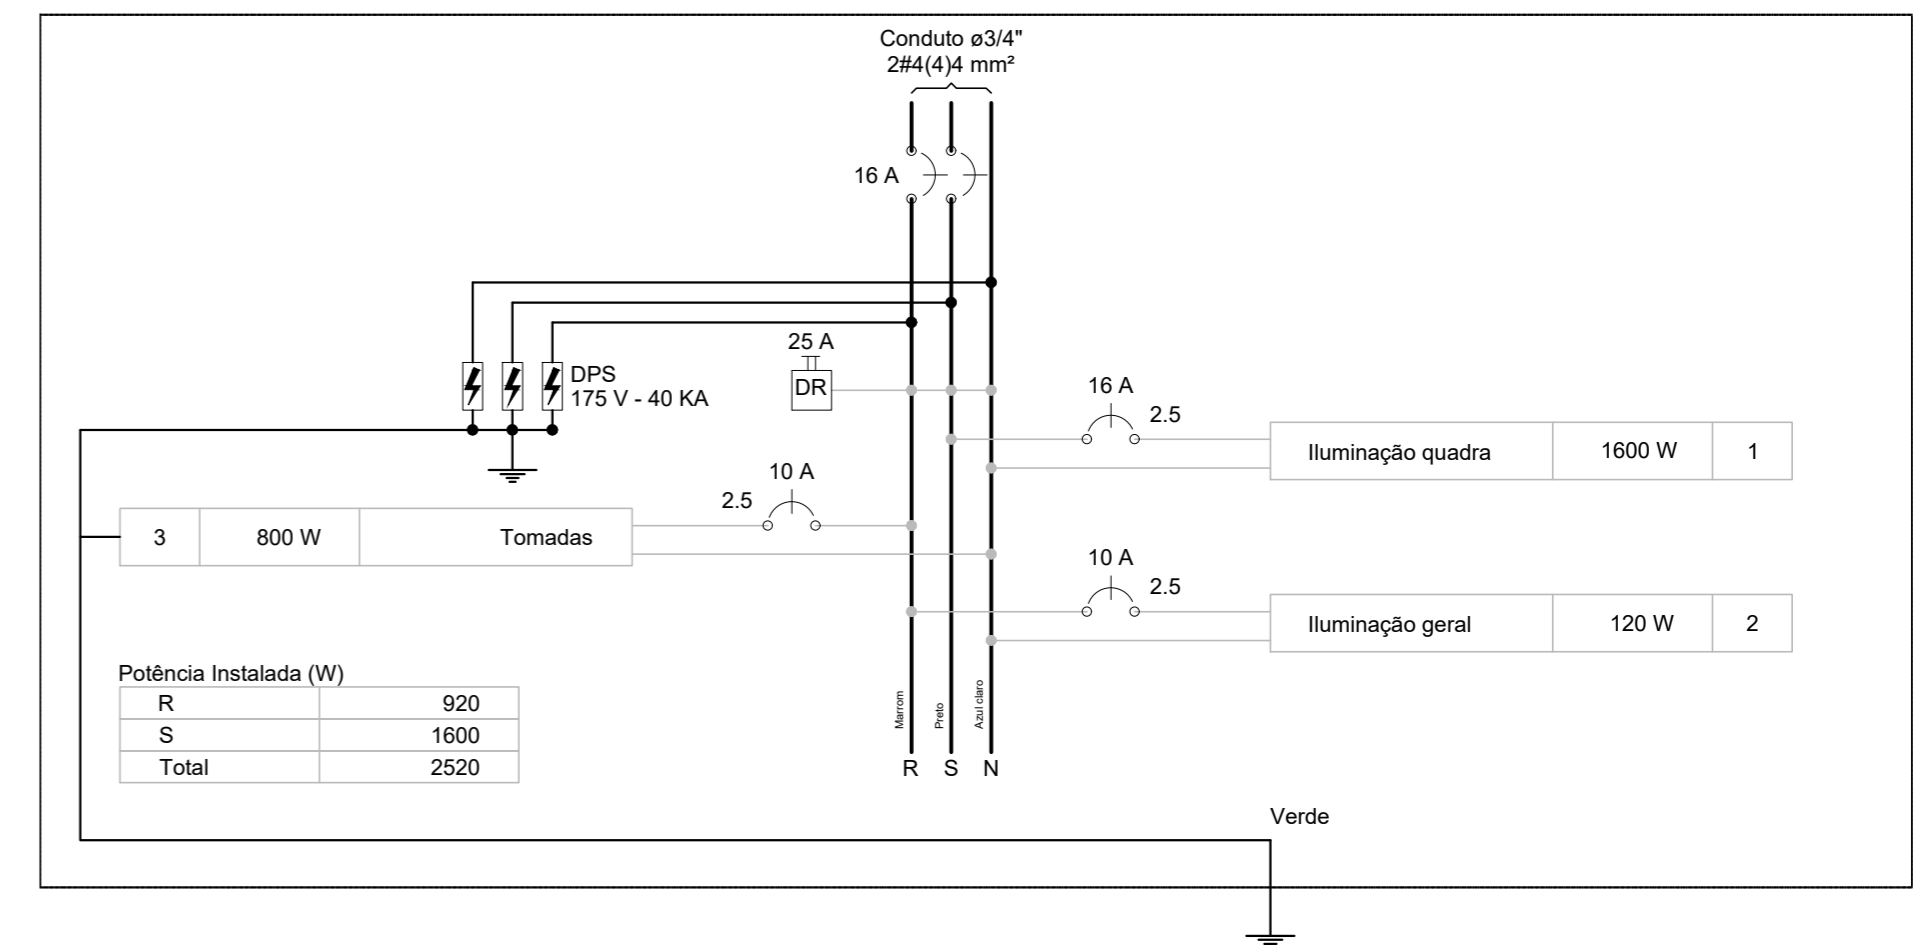 Conduto ø3/4"
2#4(4)4 mm²
16 A
25 A
DR
DPS
175 V - 40 KA
16 A
2.5
Iluminação quadra 1600 W 1
10 A
2.5
3 800 W Tomadas
10 A
2.5
Iluminação geral 120 W 2
Potência Instalada (W)
R 920
S 1600
Total 2520
Marrom
Preto
Azul claro
R S N
Verde